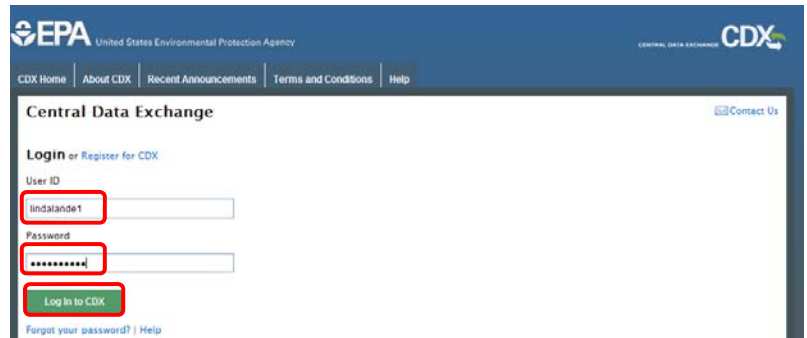 EPA United States Environmental Protection Agency
CENTRAL DATA EXCHANGE CDX
CDX Home About CDX Recent Announcements Terms and Conditions Help
Central Data Exchange
Contact Us
Login or Register for CDX
User ID
lindalande1
Password
••••••••••
Log In to CDX
Forgot your password? | Help